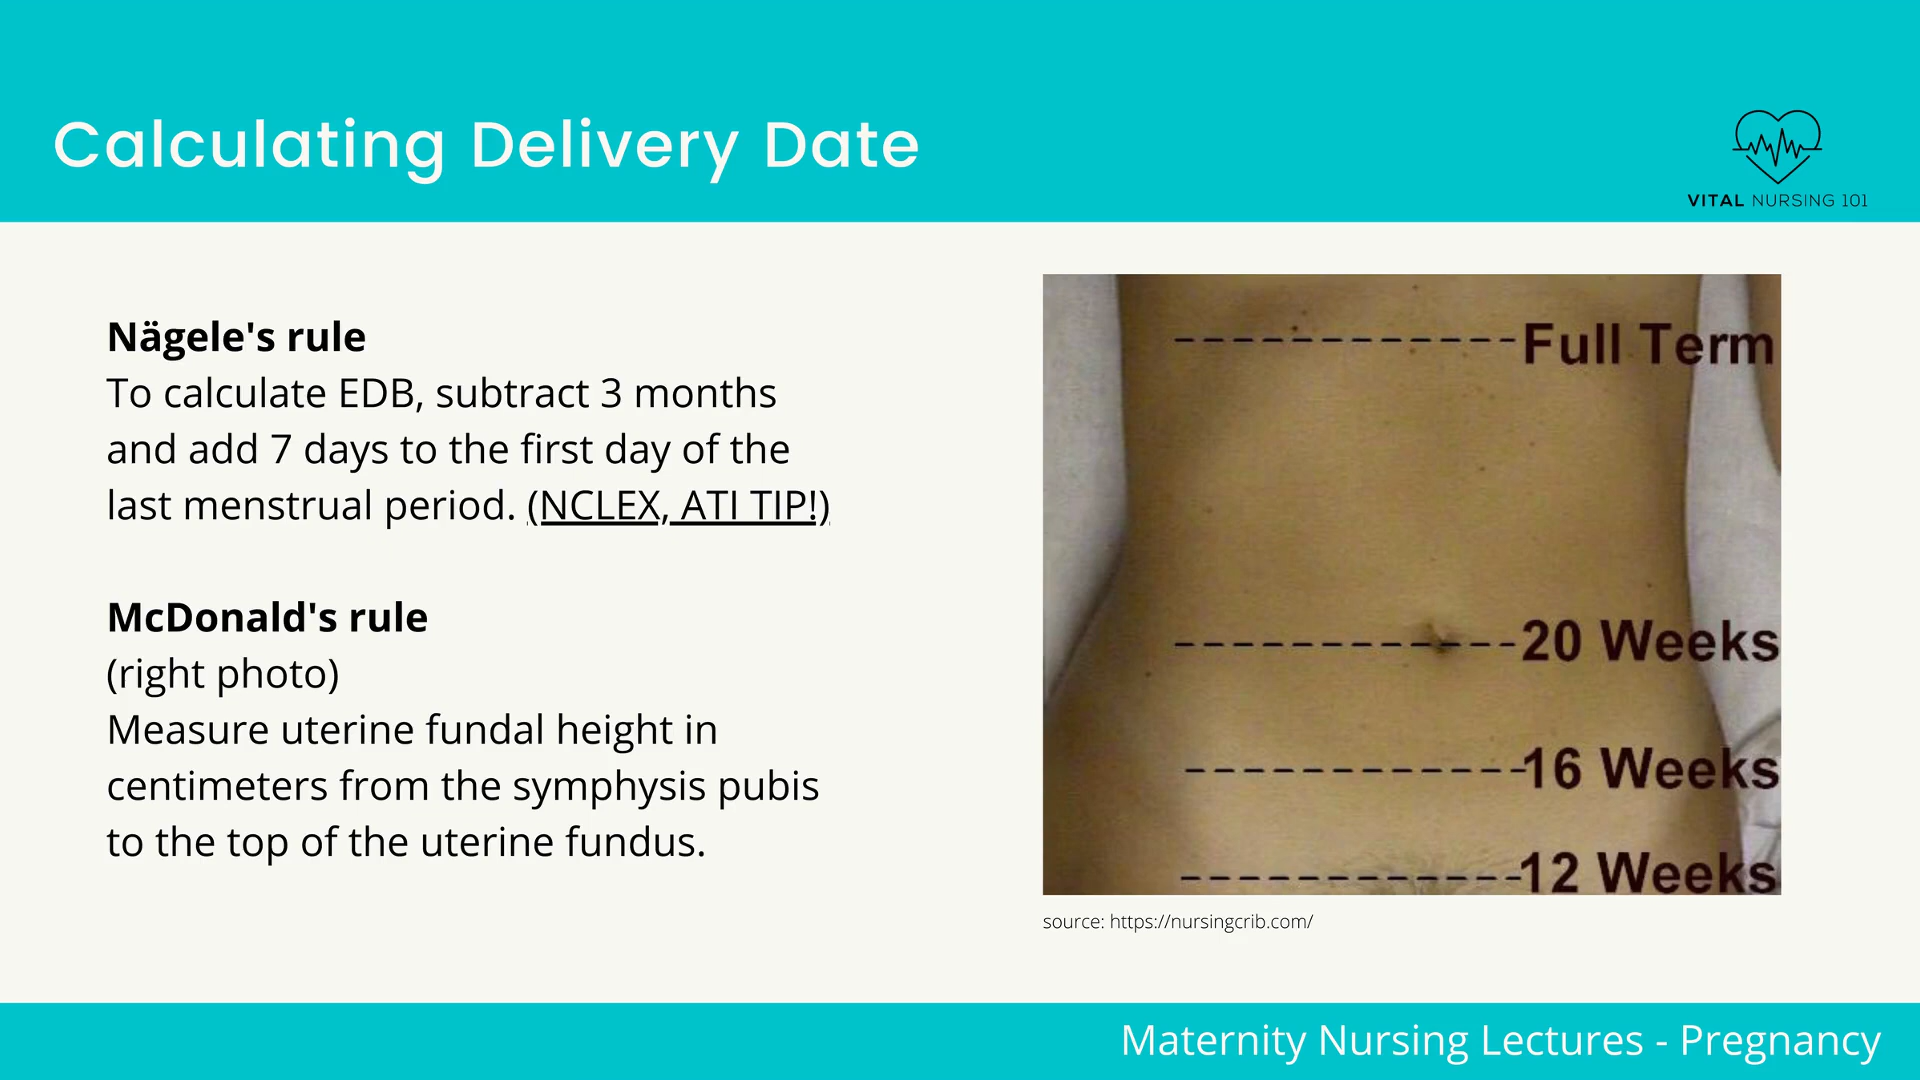 Calculating Delivery Date
VITAL NURSING 101
Nägele's rule
To calculate EDB, subtract 3 months
and add 7 days to the first day of the
last menstrual period. (NCLEX, ATI TIP!)
McDonald's rule
(right photo)
Measure uterine fundal height in
centimeters from the symphysis pubis
to the top of the uterine fundus.
Full Term
20 Weeks
16 Weeks
12 Weeks
source: https://nursingcrib.com/
Maternity Nursing Lectures - Pregnancy